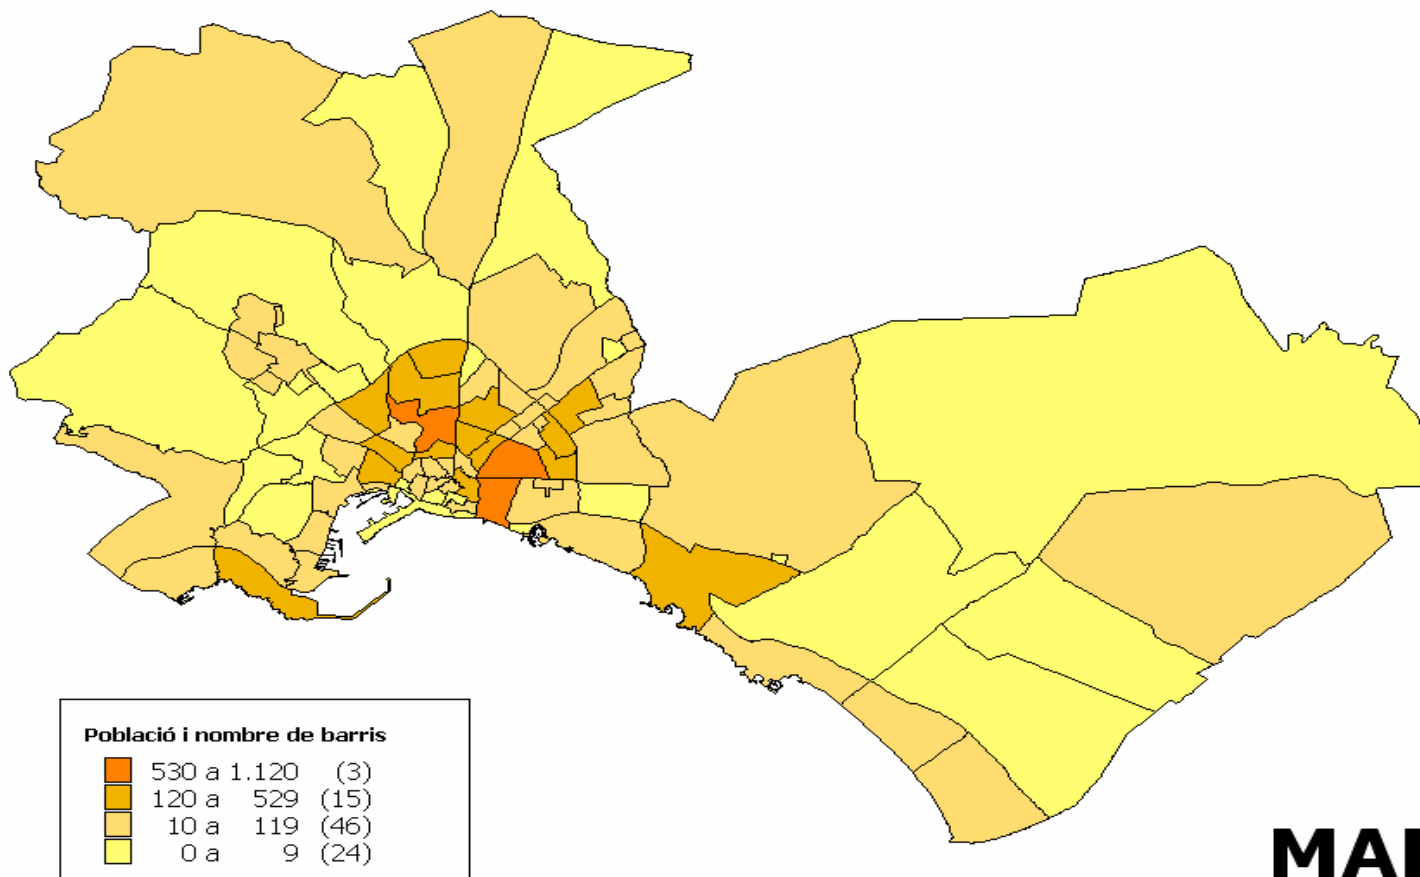 Població i nombre de barris
530 a 1.120 (3)
120 a 529 (15)
10 a 119 (46)
0 a 9 (24)